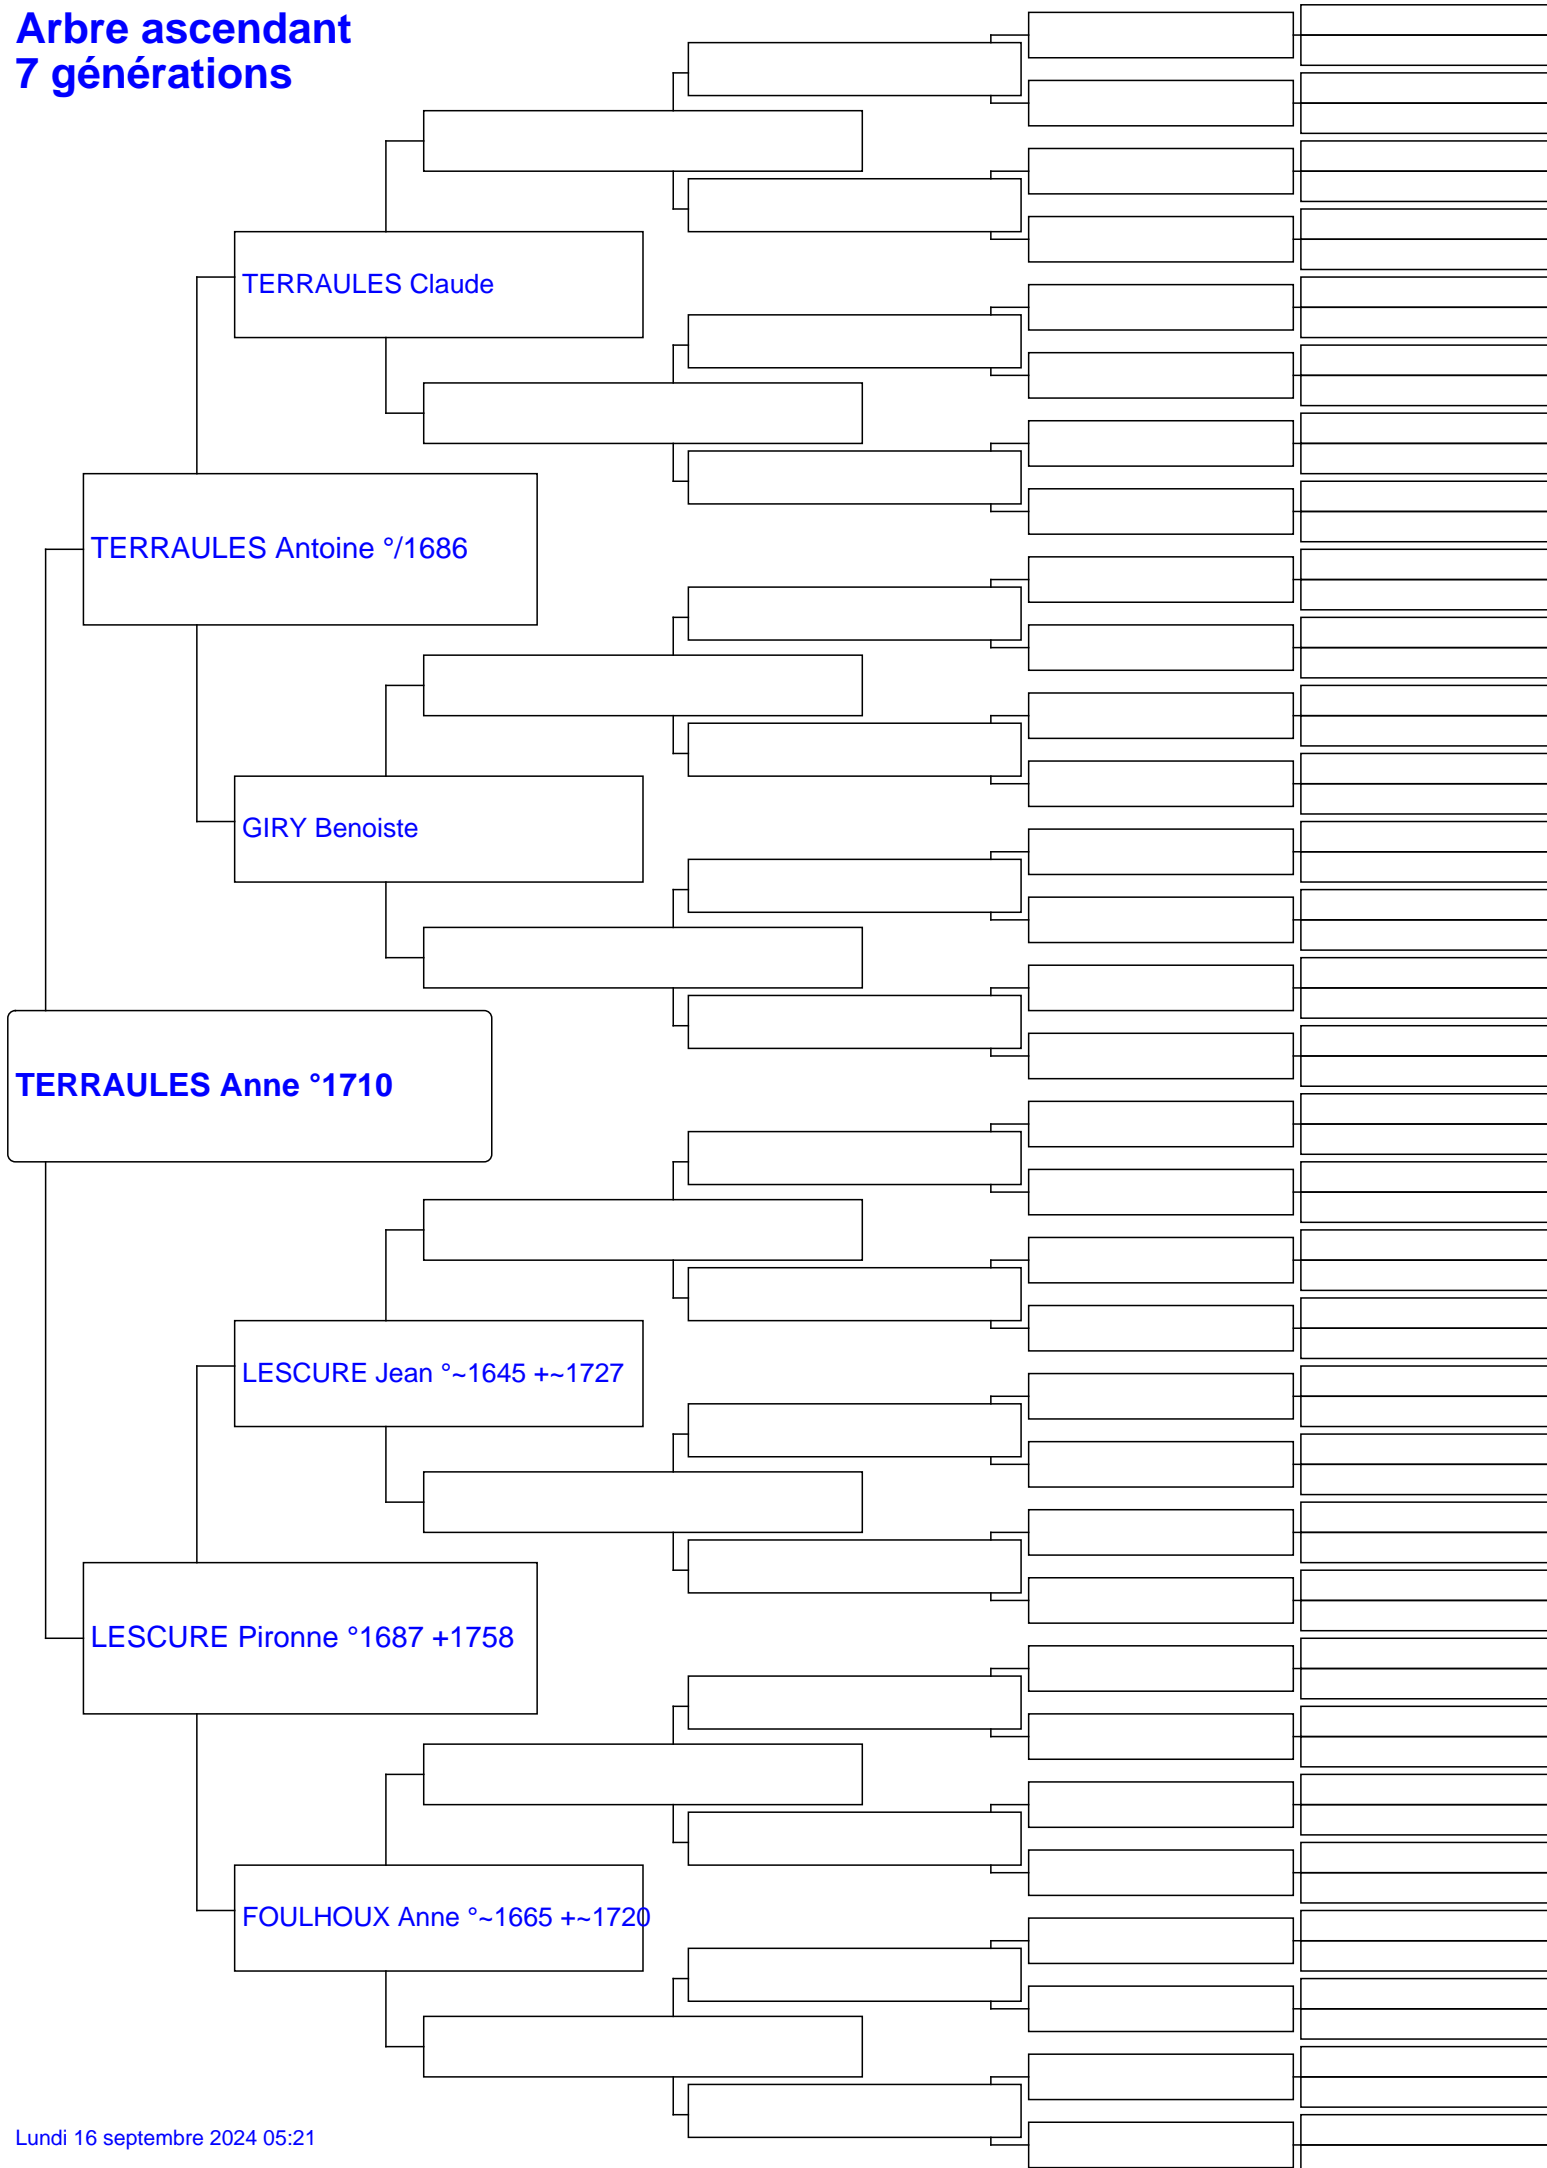 Arbre ascendant
7 générations
TERRAULES Claude
TERRAULES Antoine °/1686
GIRY Benoiste
TERRAULES Anne °1710
LESCURE Jean °~1645 +~1727
LESCURE Pironne °1687 +1758
FOULHOUX Anne °~1665 +~1720
Lundi 16 septembre 2024 05:21